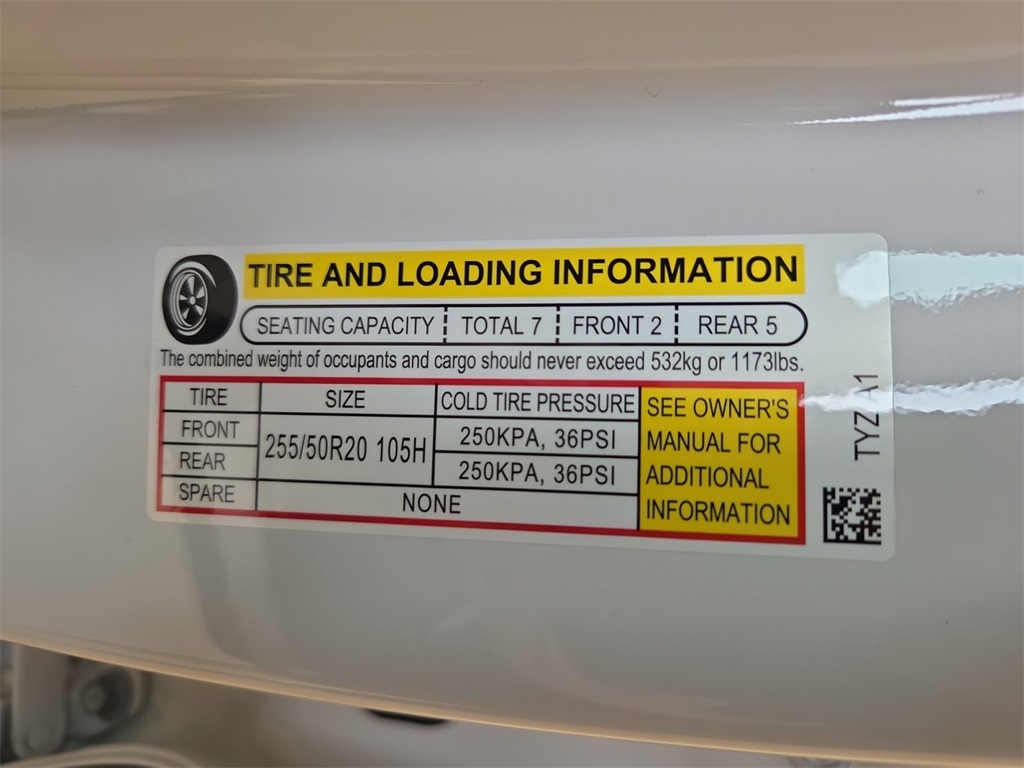 TIRE AND LOADING INFORMATION
SEATING CAPACITY TOTAL 7 FRONT 2 REAR 5
The combined weight of occupants and cargo should never exceed 532kg or 1173lbs.
TIRE SIZE COLD TIRE PRESSURE
FRONT 255/50R20 105H 250KPA, 36PSI
REAR 250KPA, 36PSI
SPARE NONE
SEE OWNER'S
MANUAL FOR
ADDITIONAL
INFORMATION
TYZ A1